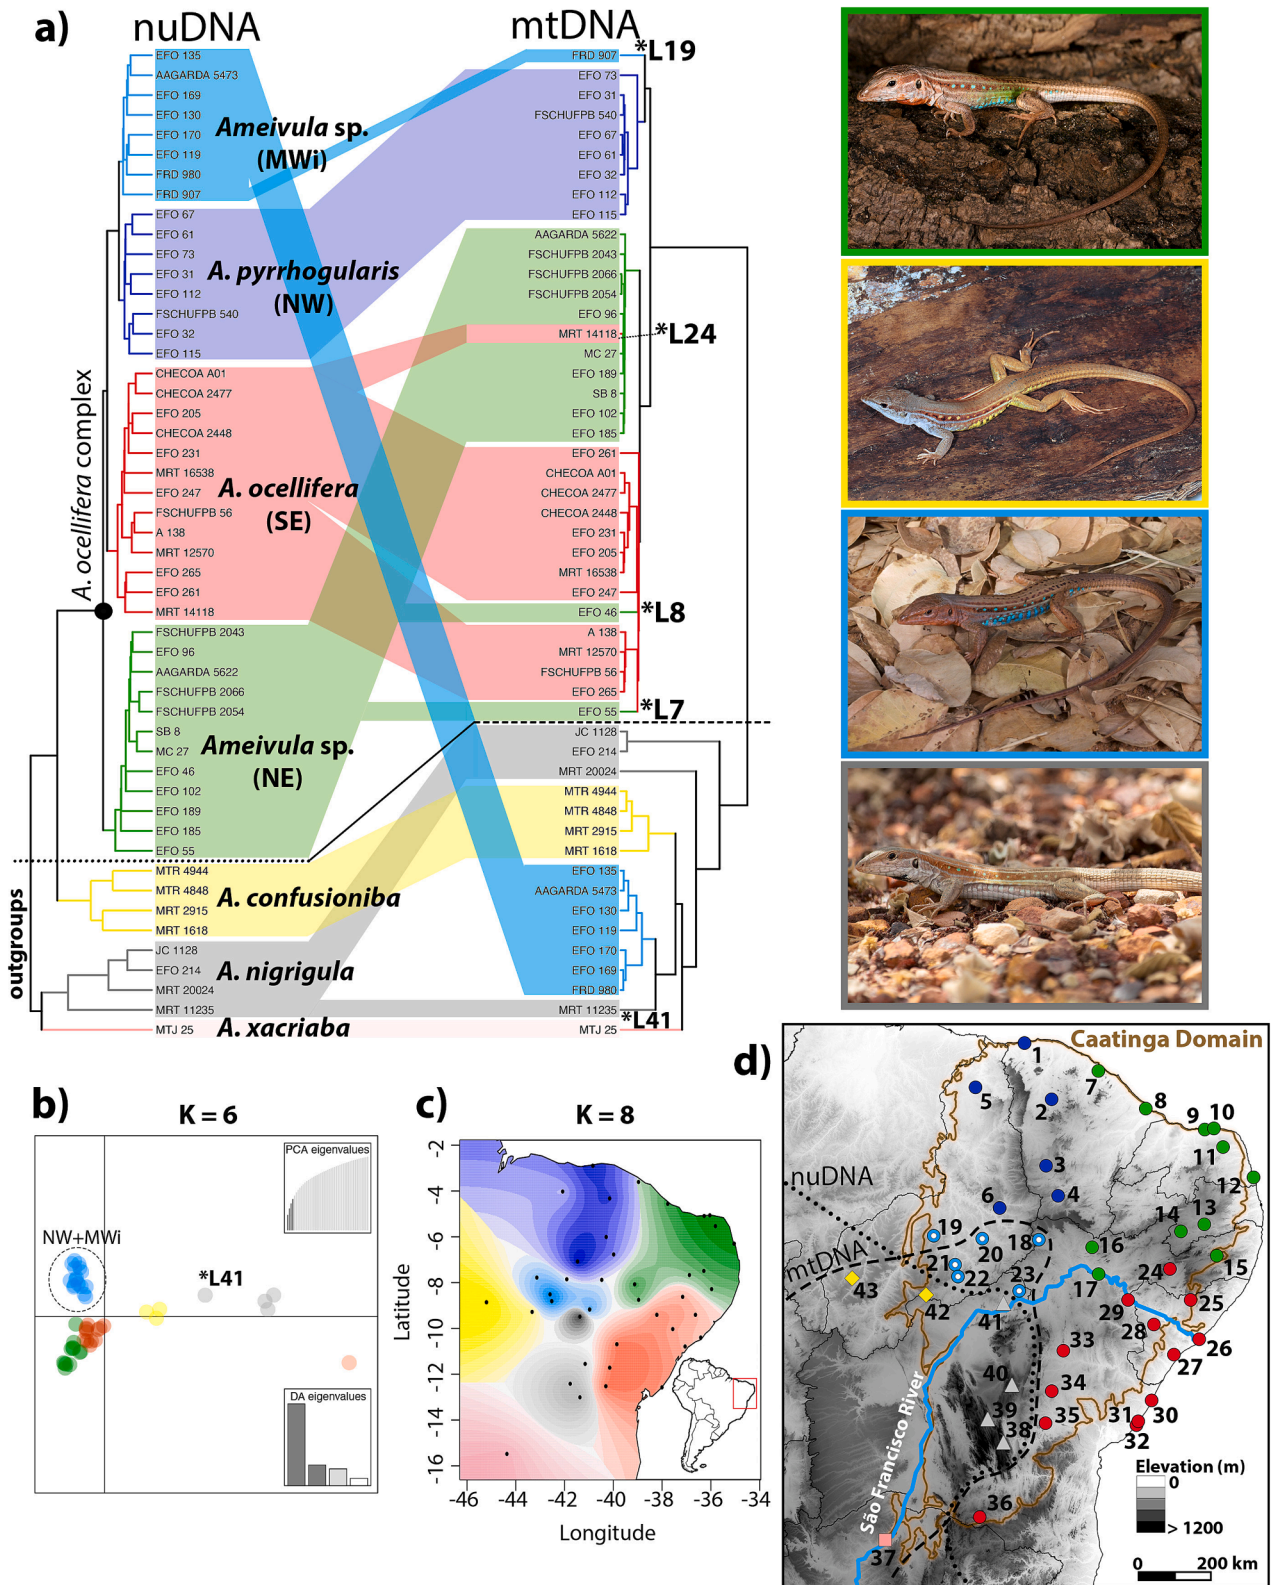 a)
nuDNA
mtDNA
EFO 135
AAGARDA 5473
EFO 169
EFO 130
EFO 170
EFO 119
FRD 980
FRD 907
Ameivula sp.
(MWi)
EFO 67
EFO 61
EFO 73
EFO 31
EFO 112
FSCHUFPB 540
EFO 32
EFO 115
A. pyrrhogularis
(NW)
CHECOA A01
CHECOA 2477
EFO 205
CHECOA 2448
EFO 231
MRT 16538
EFO 247
FSCHUFPB 56
A 138
MRT 12570
EFO 265
EFO 261
MRT 14118
A. ocellifera
(SE)
FSCHUFPB 2043
EFO 96
AAGARDA 5622
FSCHUFPB 2066
FSCHUFPB 2054
SB 8
MC 27
EFO 46
EFO 102
EFO 189
EFO 185
EFO 55
Ameivula sp.
(NE)
MTR 4944
MTR 4848
MRT 2915
MRT 1618
A. confusioniba
JC 1128
EFO 214
MRT 20024
MRT 11235
A. nigrigula
MTJ 25
A. xacriaba
A. ocellifera complex
outgroups
FRD 907
*L19
EFO 73
EFO 31
FSCHUFPB 540
EFO 67
EFO 61
EFO 32
EFO 112
EFO 115
AAGARDA 5622
FSCHUFPB 2043
FSCHUFPB 2066
FSCHUFPB 2054
EFO 96
MRT 14118
*L24
MC 27
EFO 189
SB 8
EFO 102
EFO 185
EFO 261
CHECOA A01
CHECOA 2477
CHECOA 2448
EFO 231
EFO 205
MRT 16538
EFO 247
EFO 46
*L8
A 138
MRT 12570
FSCHUFPB 56
EFO 265
EFO 55
*L7
JC 1128
EFO 214
MRT 20024
MTR 4944
MTR 4848
MRT 2915
MRT 1618
EFO 135
AAGARDA 5473
EFO 130
EFO 119
EFO 170
EFO 169
FRD 980
MRT 11235
*L41
MTJ 25
b)
K = 6
PCA eigenvalues
NW+MWi
*L41
DA eigenvalues
c)
K = 8
Latitude
-2
-4
-6
-8
-10
-12
-14
-16
-46
-44
-42
-40
-38
-36
-34
Longitude
d)
Caatinga Domain
1
7
5
2
8
9
10
11
3
nuDNA
4
12
6
13
14
19
18
20
16
mtDNA
15
21
22
24
43
23
17
25
42
41
29
28
26
33
27
40
34
39
30
38
35
31
32
36
37
São Francisco River
Elevation (m)
0
> 1200
0
200 km